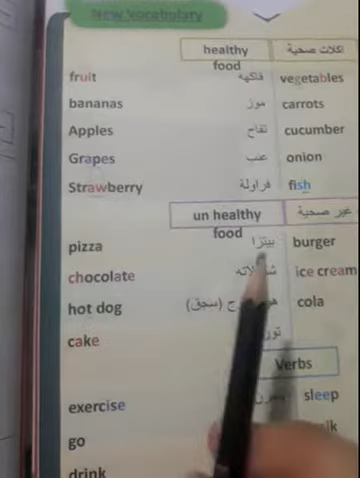 New Vocabulary
healthy food اكلات صحية
fruit فاكهة vegetables
bananas موز carrots
Apples تفاح cucumber
Grapes عنب onion
Strawberry فراولة fish
un healthy food غير صحية
pizza بيتزا burger
chocolate ice cream
hot dog (سجق) cola
cake
Verbs
exercise sleep
go
drink